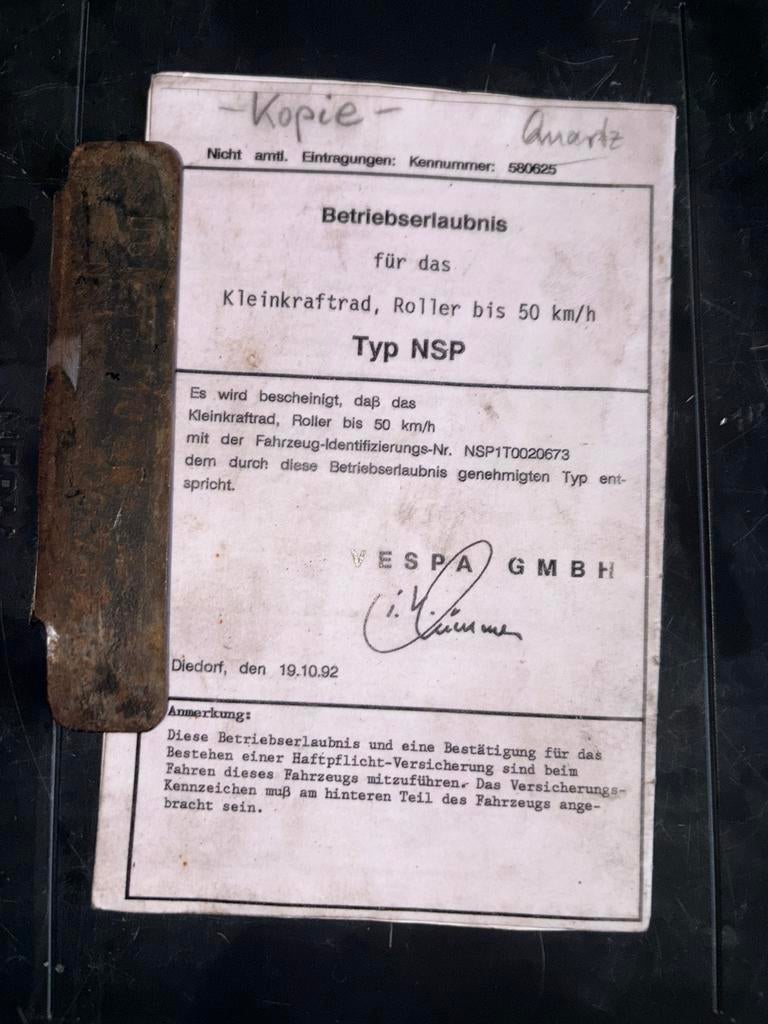 - Kopie -
Quartz
Nicht amtl. Eintragungen: Kennummer: 580625
Betriebserlaubnis
für das
Kleinkraftrad, Roller bis 50 km/h
Typ NSP
Es wird bescheinigt, daß das
Kleinkraftrad, Roller bis 50 km/h
mit der Fahrzeug-Identifizierungs-Nr. NSP1T0020673
dem durch diese Betriebserlaubnis genehmigten Typ ent-
spricht.
VESPA GMBH
Diedorf, den 19.10.92
Anmerkung:
Diese Betriebserlaubnis und eine Bestätigung für das
Bestehen einer Haftpflicht-Versicherung sind beim
Fahren dieses Fahrzeugs mitzuführen. Das Versicherungs-
Kennzeichen muß am hinteren Teil des Fahrzeugs ange-
bracht sein.